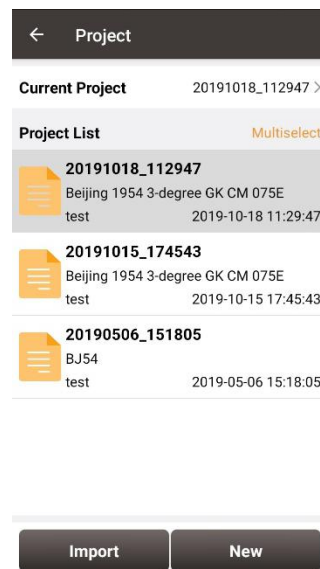 Project
Current Project 20191018_112947
Project List Multiselect
20191018_112947
Beijing 1954 3-degree GK CM 075E
test 2019-10-18 11:29:47
20191015_174543
Beijing 1954 3-degree GK CM 075E
test 2019-10-15 17:45:43
20190506_151805
BJ54
test 2019-05-06 15:18:05
Import New